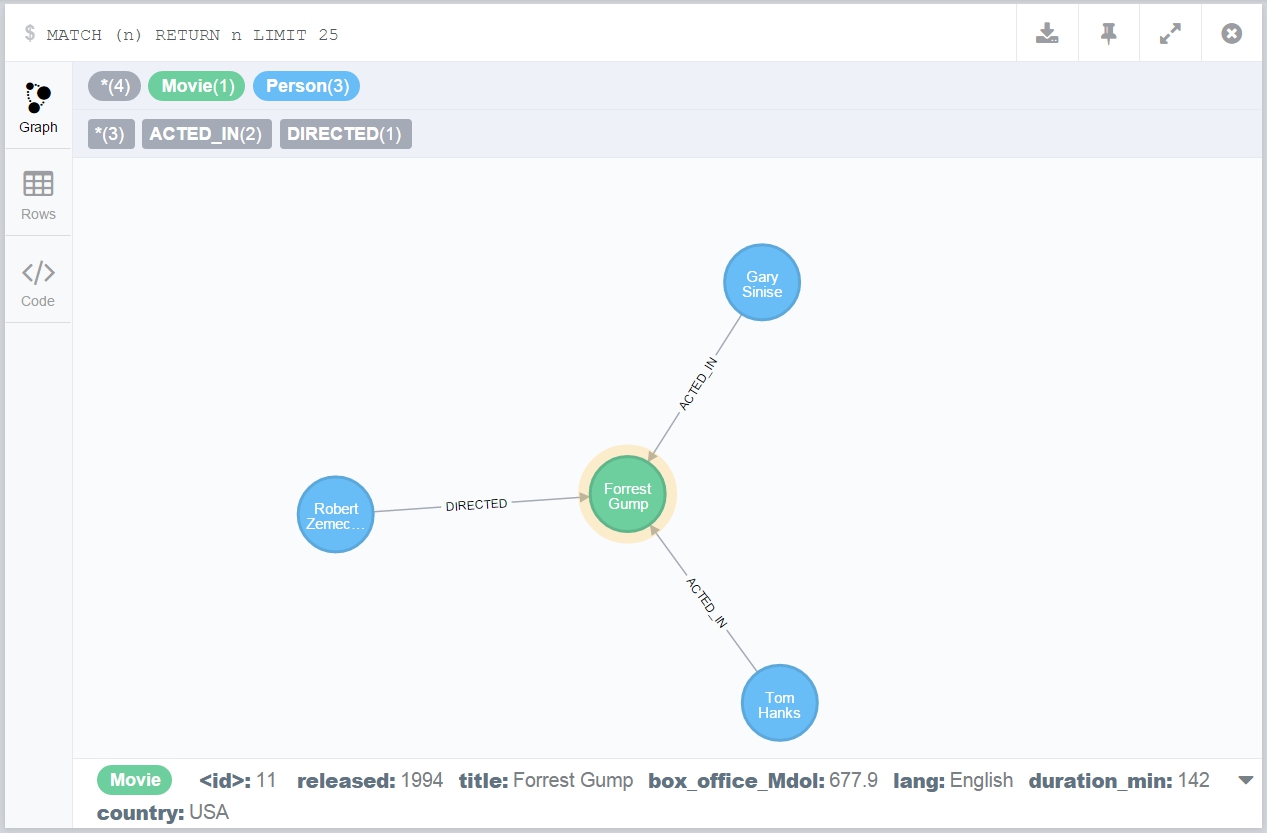 $ MATCH (n) RETURN n LIMIT 25
*(4) Movie(1) Person(3)
Graph
*(3) ACTED_IN(2) DIRECTED(1)
Rows
Code
Gary
Sinise
ACTED_IN
Forrest
Gump
DIRECTED
Robert
Zemec...
ACTED_IN
Tom
Hanks
Movie <id>: 11 released: 1994 title: Forrest Gump box_office_Mdol: 677.9 lang: English duration_min: 142
country: USA